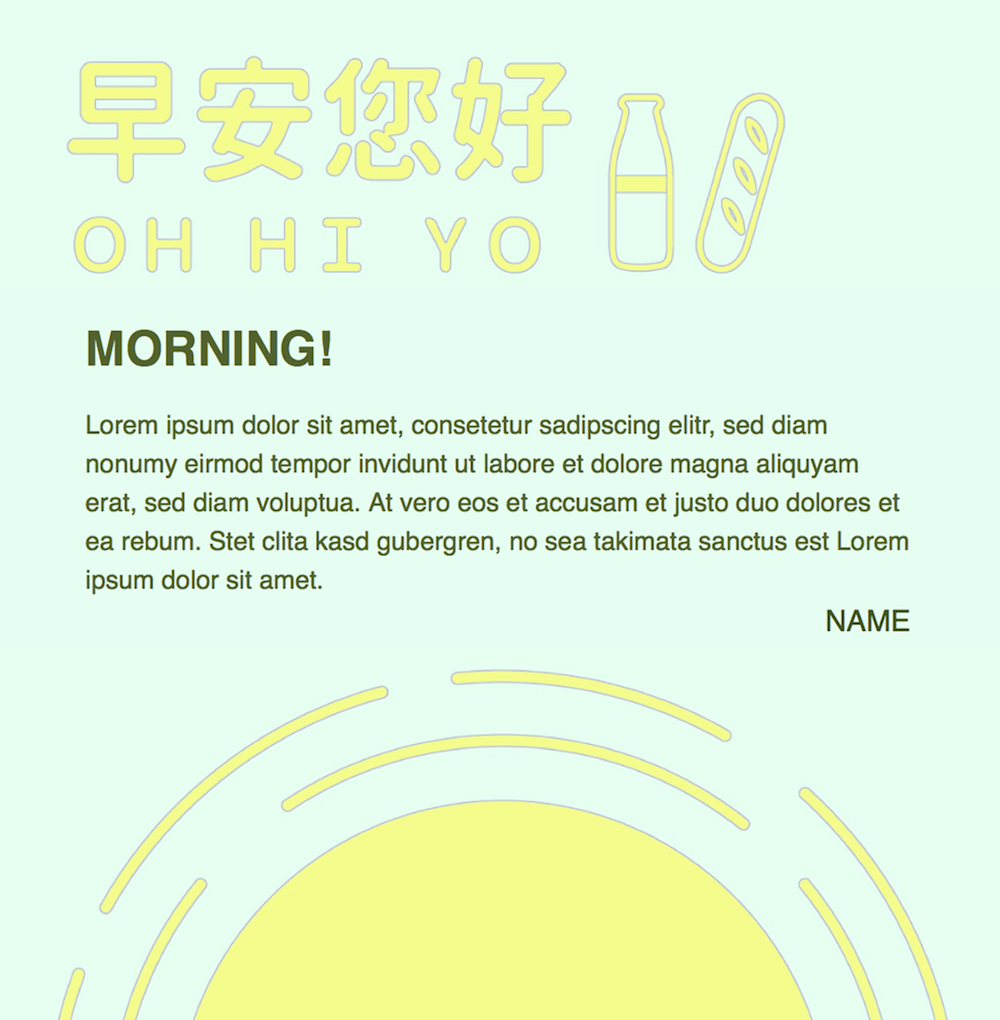 早安您好
OH HI YO
MORNING!
Lorem ipsum dolor sit amet, consetetur sadipscing elitr, sed diam
nonumy eirmod tempor invidunt ut labore et dolore magna aliquyam
erat, sed diam voluptua. At vero eos et accusam et justo duo dolores et
ea rebum. Stet clita kasd gubergren, no sea takimata sanctus est Lorem
ipsum dolor sit amet.
NAME